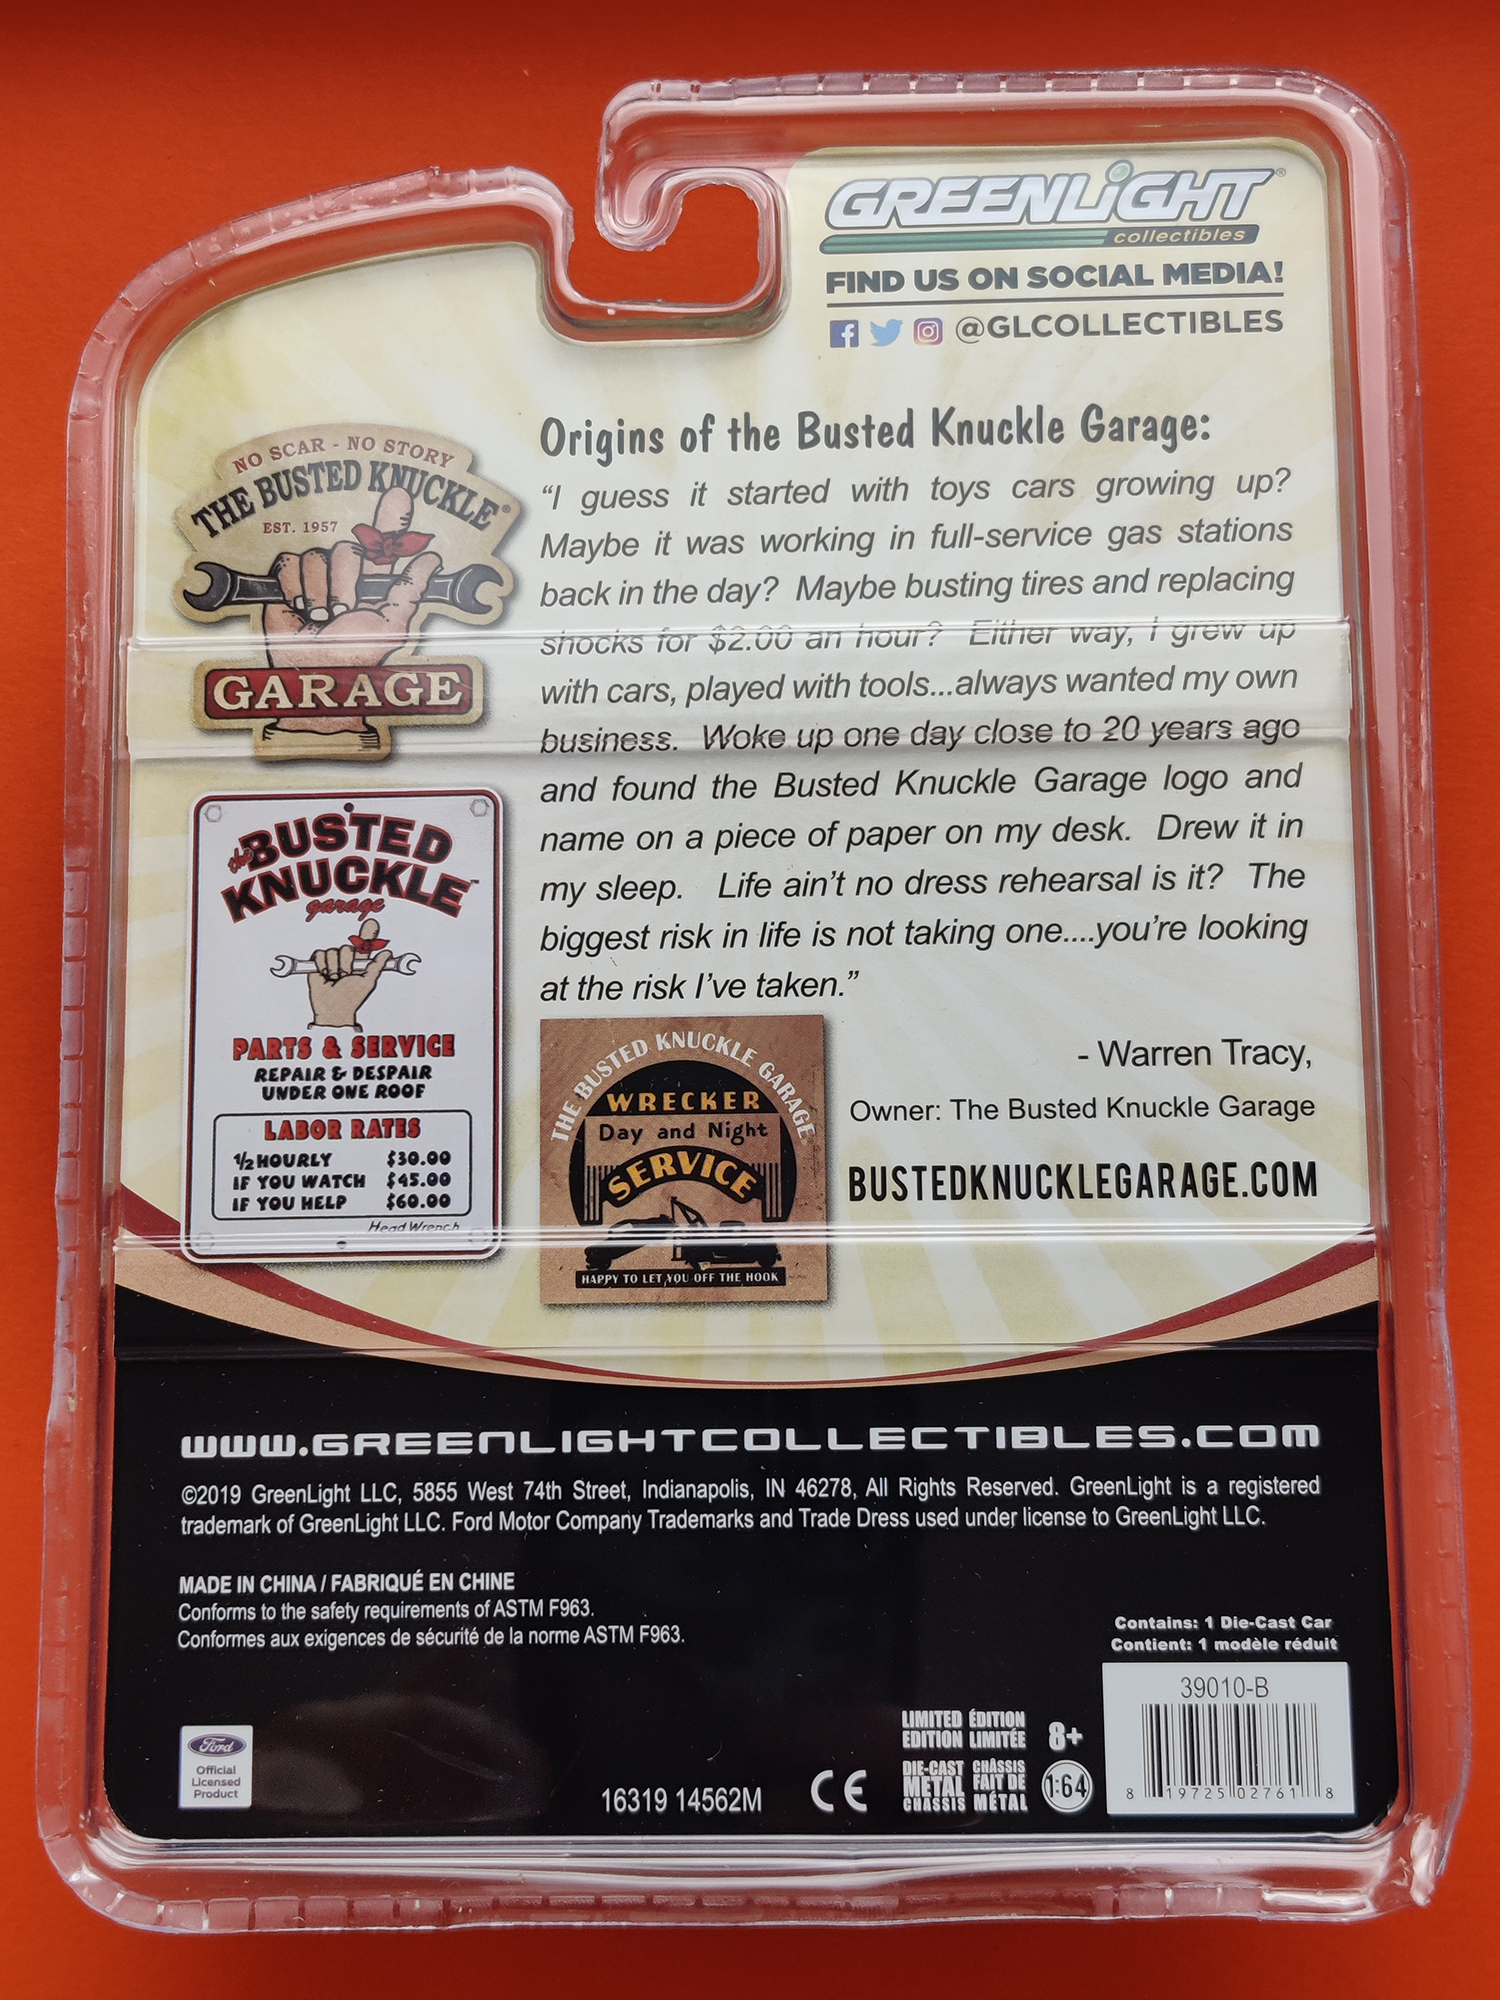 GREENLiGHT®
collectibles
FIND US ON SOCIAL MEDIA!
@GLCOLLECTIBLES
NO SCAR - NO STORY
THE BUSTED KNUCKLE®
EST. 1957
GARAGE
Origins of the Busted Knuckle Garage:
“I guess it started with toys cars growing up?
Maybe it was working in full-service gas stations
back in the day? Maybe busting tires and replacing
shocks for $2.00 an hour? Either way, I grew up
with cars, played with tools...always wanted my own
business. Woke up one day close to 20 years ago
and found the Busted Knuckle Garage logo and
name on a piece of paper on my desk. Drew it in
my sleep. Life ain’t no dress rehearsal is it? The
biggest risk in life is not taking one....you’re looking
at the risk I’ve taken.”
- Warren Tracy,
Owner: The Busted Knuckle Garage
BUSTEDKNUCKLEGARAGE.COM
the BUSTED
KNUCKLE™
garage
PARTS & SERVICE
REPAIR & DESPAIR
UNDER ONE ROOF
LABOR RATES
1/2 HOURLY $30.00
IF YOU WATCH $45.00
IF YOU HELP $60.00
Head Wrench
THE BUSTED KNUCKLE GARAGE
WRECKER
Day and Night
SERVICE
HAPPY TO LET YOU OFF THE HOOK
www.GREENLIGHTCOLLECTIBLES.COM
©2019 GreenLight LLC, 5855 West 74th Street, Indianapolis, IN 46278, All Rights Reserved. GreenLight is a registered
trademark of GreenLight LLC. Ford Motor Company Trademarks and Trade Dress used under license to GreenLight LLC.
MADE IN CHINA / FABRIQUÉ EN CHINE
Conforms to the safety requirements of ASTM F963.
Conformes aux exigences de sécurité de la norme ASTM F963.
Contains: 1 Die-Cast Car
Contient: 1 modèle réduit
39010-B
8 19725 02761 8
Ford
Official
Licensed
Product
16319 14562M
CE
LIMITED EDITION
ÉDITION LIMITÉE
DIE-CAST METAL CHASSIS
CHÂSSIS FAIT DE MÉTAL
8+
1:64